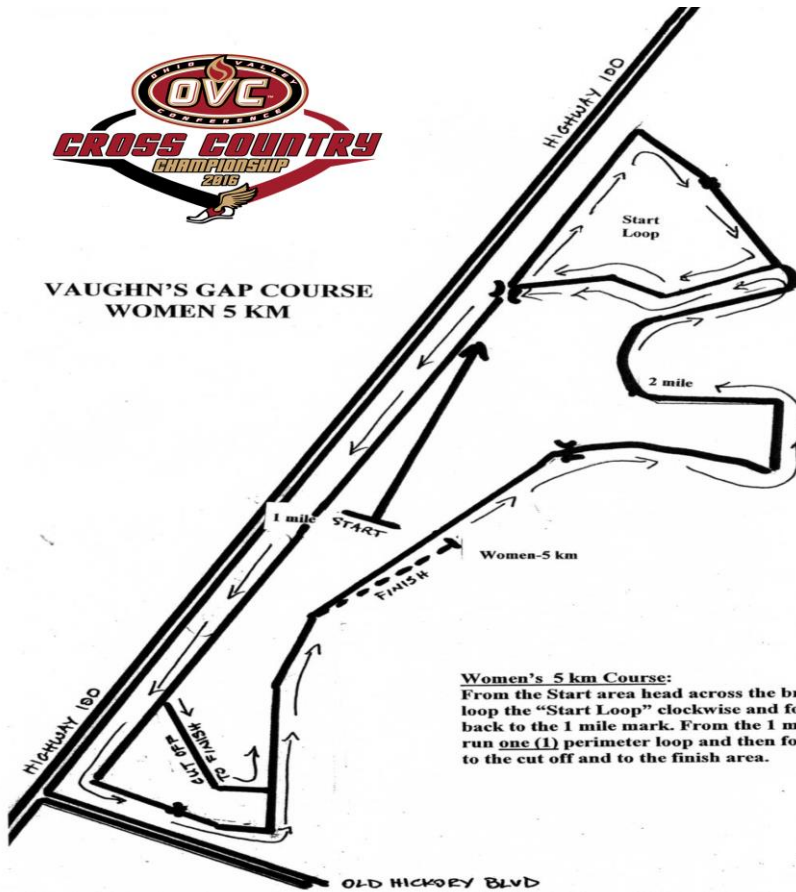 OHIO VALLEY
OVC
CONFERENCE
CROSS COUNTRY
CHAMPIONSHIP
2016
HIGHWAY 100
Start
Loop
VAUGHN'S GAP COURSE
WOMEN 5 KM
2 mile
1 mile
START
Women-5 km
FINISH
Women's 5 km Course:
From the Start area head across the
loop the "Start Loop" clockwise and
back to the 1 mile mark. From the 1
run one (1) perimeter loop and then
to the cut off and to the finish area.
HIGHWAY 100
CUT OFF
TO FINISH
OLD HICKORY BLVD